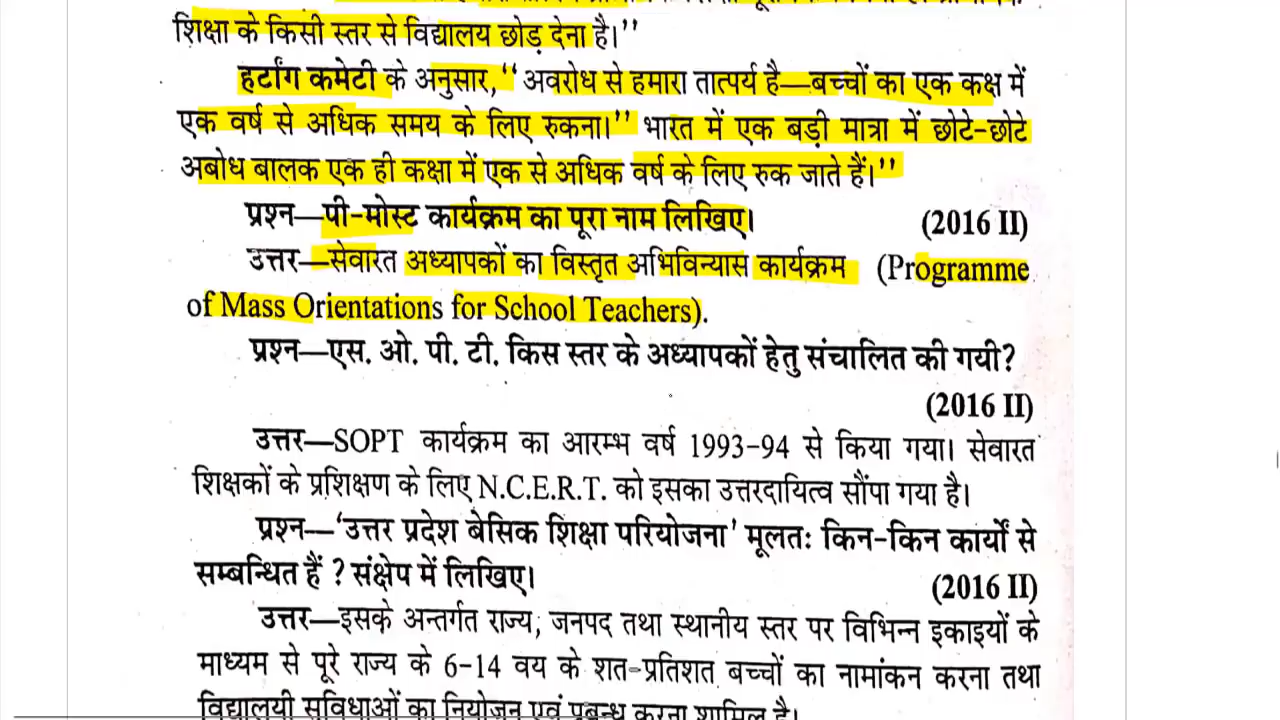 शिक्षा के किसी स्तर से विद्यालय छोड़ देना है।”
हर्टांग कमेटी के अनुसार, “अवरोध से हमारा तात्पर्य है—बच्चों का एक कक्ष में
एक वर्ष से अधिक समय के लिए रुकना।” भारत में एक बड़ी मात्रा में छोटे-छोटे
अबोध बालक एक ही कक्षा में एक से अधिक वर्ष के लिए रुक जाते हैं।”
प्रश्न—पी-मोस्ट कार्यक्रम का पूरा नाम लिखिए। (2016 II)
उत्तर—सेवारत अध्यापकों का विस्तृत अभिविन्यास कार्यक्रम (Programme
of Mass Orientations for School Teachers).
प्रश्न—एस. ओ. पी. टी. किस स्तर के अध्यापकों हेतु संचालित की गयी?
(2016 II)
उत्तर—SOPT कार्यक्रम का आरम्भ वर्ष 1993-94 से किया गया। सेवारत
शिक्षकों के प्रशिक्षण के लिए N.C.E.R.T. को इसका उत्तरदायित्व सौंपा गया है।
प्रश्न—‘उत्तर प्रदेश बेसिक शिक्षा परियोजना’ मूलतः किन-किन कार्यों से
सम्बन्धित हैं ? संक्षेप में लिखिए। (2016 II)
उत्तर—इसके अन्तर्गत राज्य, जनपद तथा स्थानीय स्तर पर विभिन्न इकाइयों के
माध्यम से पूरे राज्य के 6-14 वय के शत-प्रतिशत बच्चों का नामांकन करना तथा
विद्यालयी सुविधाओं का नियोजन एवं प्रबन्ध करना शामिल है।